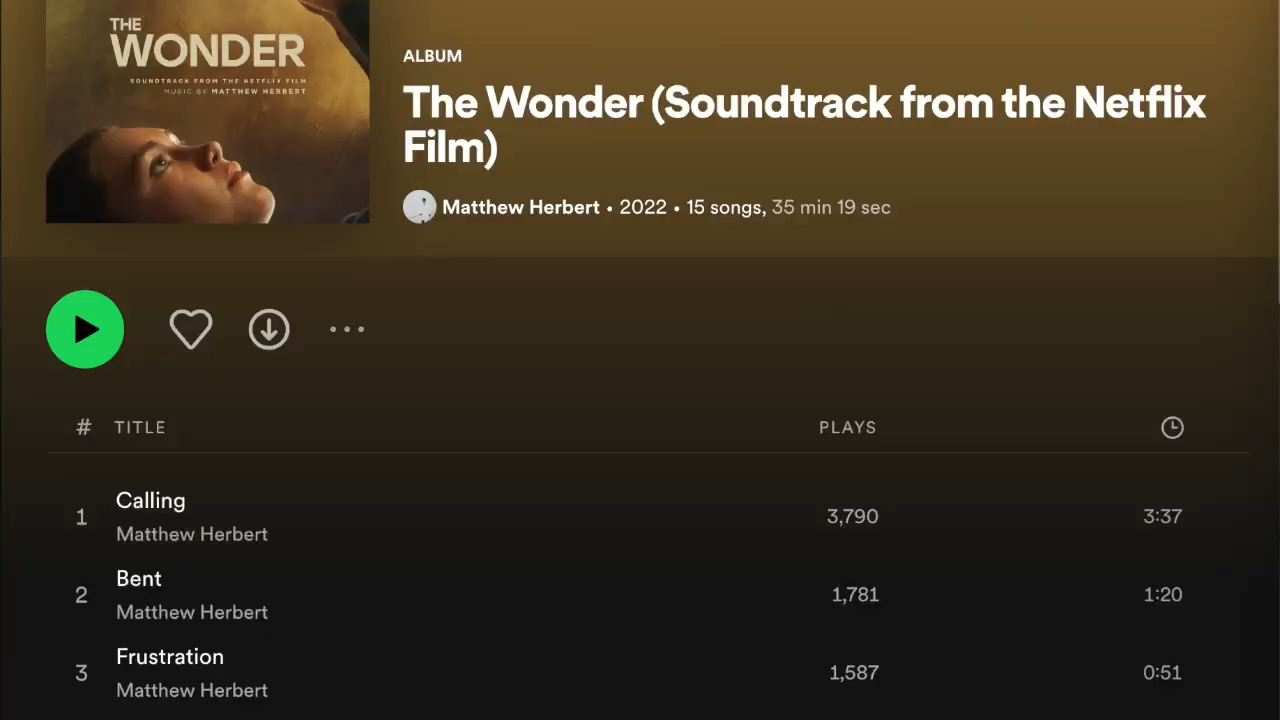 THE
WONDER
SOUNDTRACK FROM THE NETFLIX FILM
MUSIC BY MATTHEW HERBERT
ALBUM
The Wonder (Soundtrack from the Netflix
Film)
Matthew Herbert • 2022 • 15 songs, 35 min 19 sec
# TITLE PLAYS
1 Calling 3,790 3:37
Matthew Herbert
2 Bent 1,781 1:20
Matthew Herbert
3 Frustration 1,587 0:51
Matthew Herbert